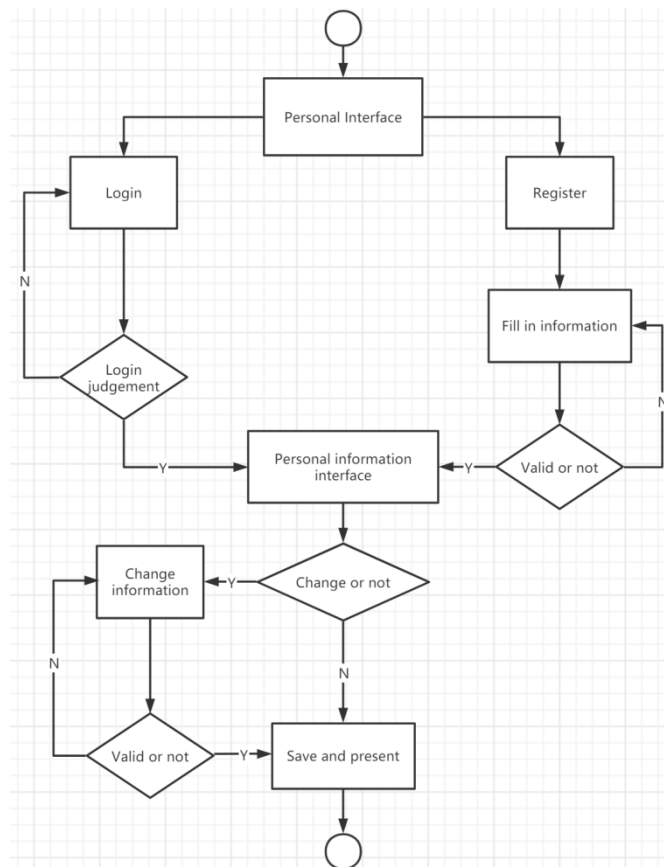 Personal Interface
Login
Register
N
Fill in information
Login
judgement
N
Personal information
interface
Y
Y
Valid or not
Change
information
Y
Change or not
N
N
Valid or not
Y
Save and present